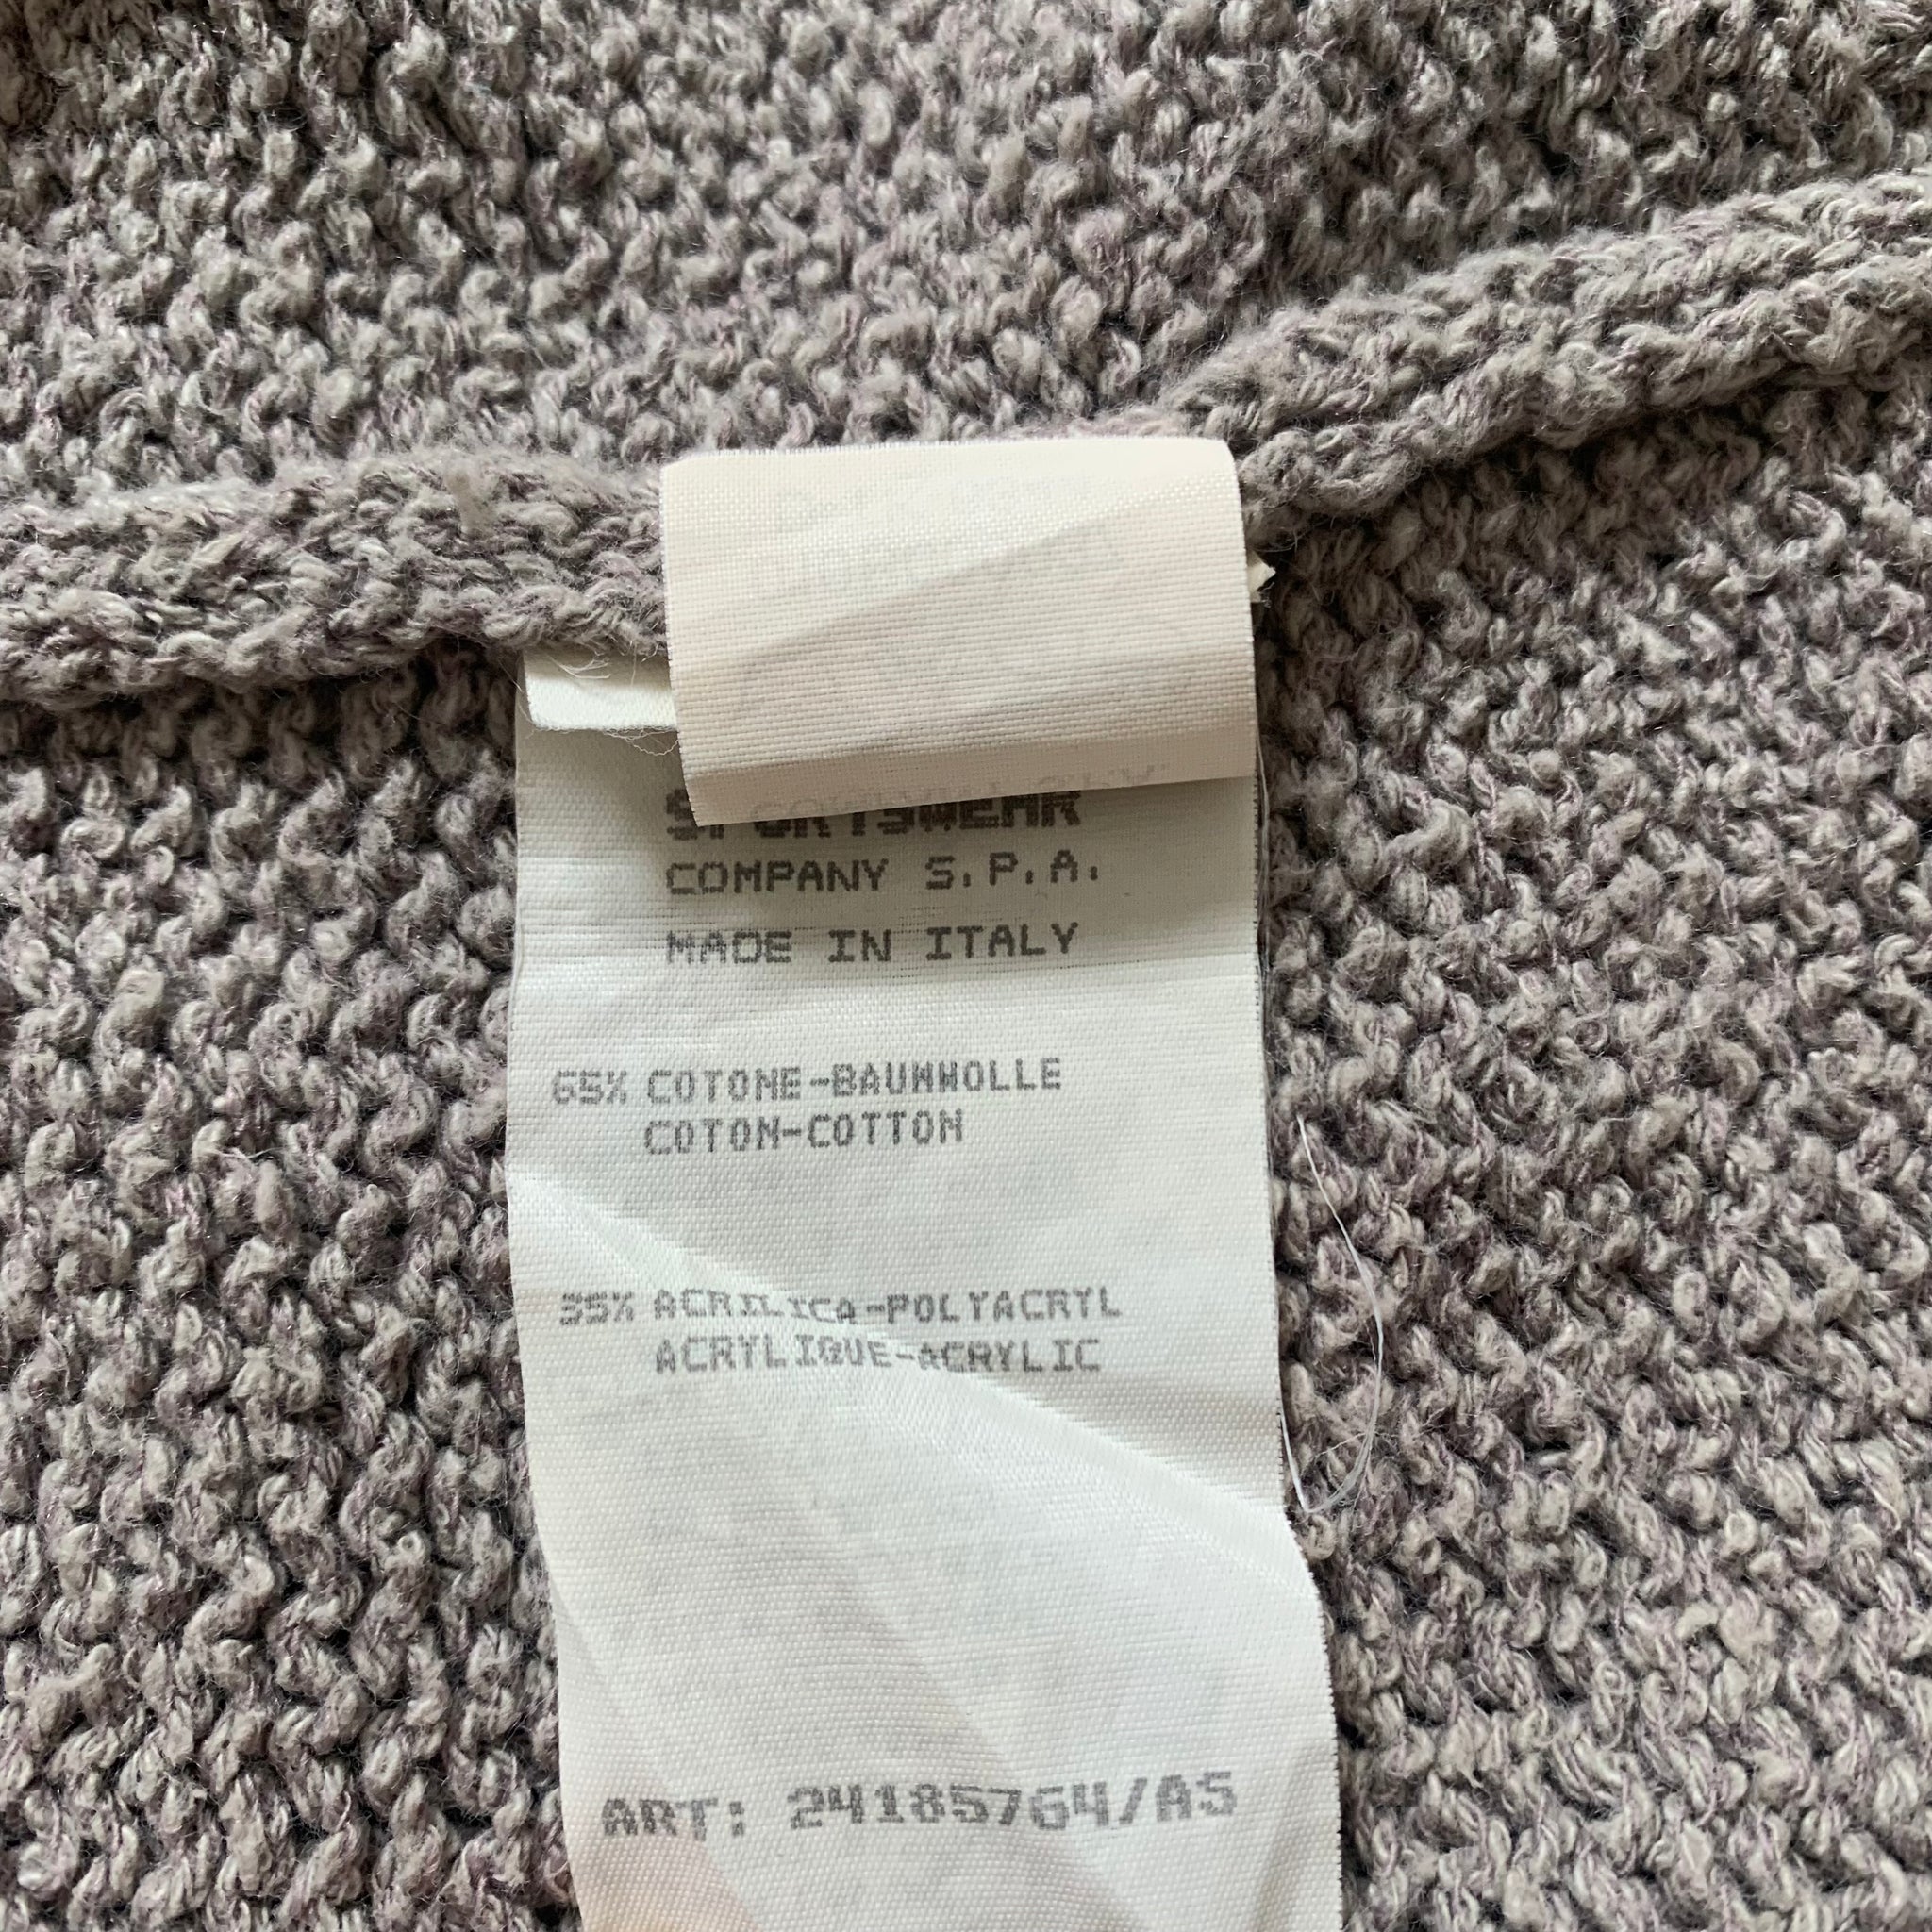 SPORTSWEAR
COMPANY S.P.A.
MADE IN ITALY
65% COTONE-BAUMWOLLE
COTON-COTTON
35% ACRILICA-POLYACRYL
ACRYLIQUE-ACRYLIC
ART: 24185764/A5